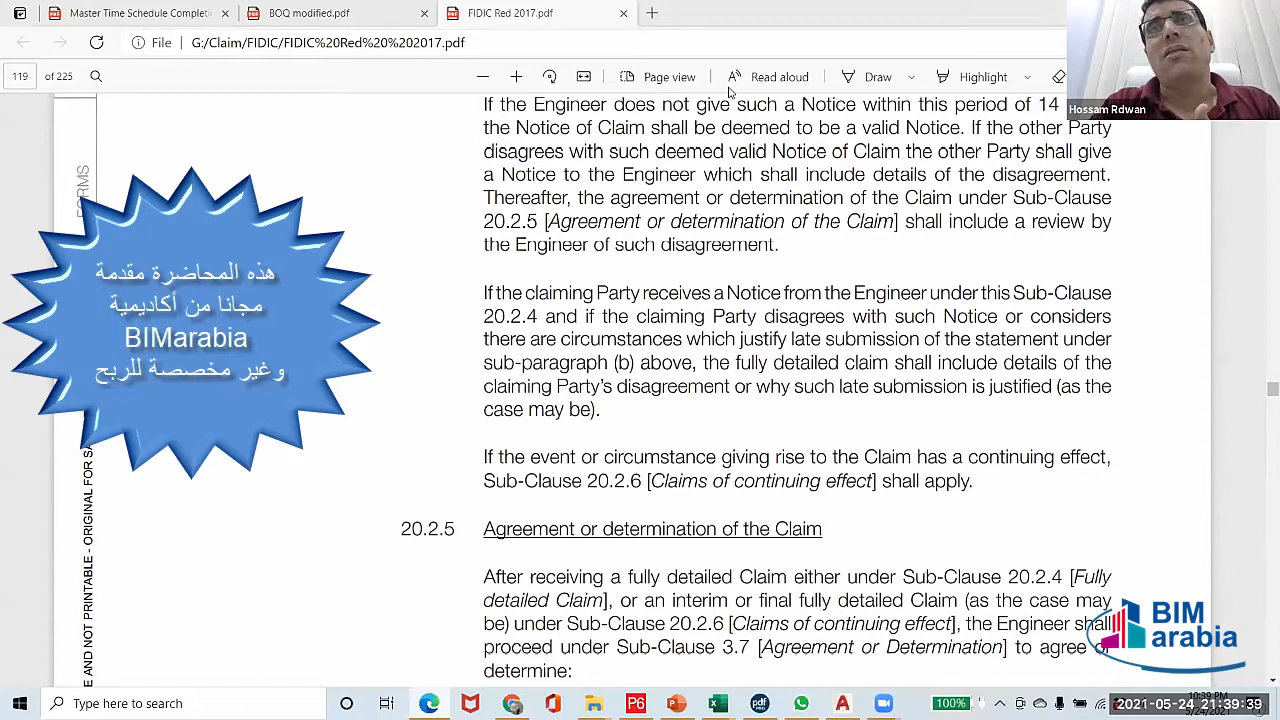 Master Time Schedule Completi
BOQ modified.pdf
FIDIC Red 2017.pdf
File
G:/Claim/FIDIC/FIDIC%20Red%20%202017.pdf
119 of 225
Page view
Read aloud
Draw
Highlight
Hossam Rdwan
If the Engineer does not give such a Notice within this period of 14
the Notice of Claim shall be deemed to be a valid Notice. If the other Party
disagrees with such deemed valid Notice of Claim the other Party shall give
a Notice to the Engineer which shall include details of the disagreement.
Thereafter, the agreement or determination of the Claim under Sub-Clause
20.2.5 [Agreement or determination of the Claim] shall include a review by
the Engineer of such disagreement.
If the claiming Party receives a Notice from the Engineer under this Sub-Clause
20.2.4 and if the claiming Party disagrees with such Notice or considers
there are circumstances which justify late submission of the statement under
sub-paragraph (b) above, the fully detailed claim shall include details of the
claiming Party's disagreement or why such late submission is justified (as the
case may be).
If the event or circumstance giving rise to the Claim has a continuing effect,
Sub-Clause 20.2.6 [Claims of continuing effect] shall apply.
20.2.5 Agreement or determination of the Claim
After receiving a fully detailed Claim either under Sub-Clause 20.2.4 [Fully
detailed Claim], or an interim or final fully detailed Claim (as the case may
be) under Sub-Clause 20.2.6 [Claims of continuing effect], the Engineer shall
proceed under Sub-Clause 3.7 [Agreement or Determination] to agree or
determine:
FORMS
E AND NOT PRINTABLE - ORIGINAL FOR SA
هذه المحاضرة مقدمة
مجانا من أكاديمية
BIMarabia
وغير مخصصة للربح
BIM
arabia
Type here to search
P6
100%
10:39 PM
5/24/2021
2021-05-24 21:39:39